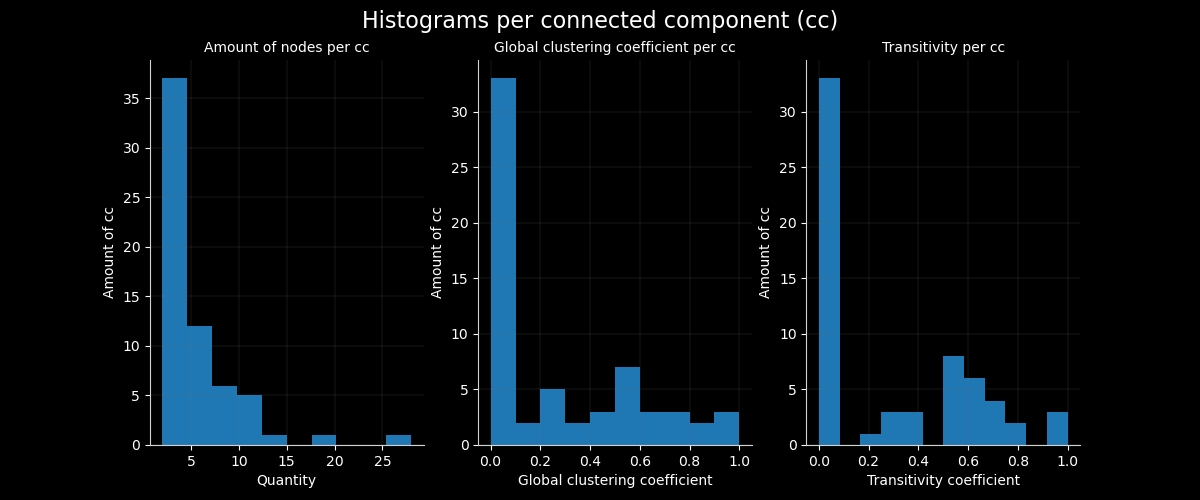 Histograms per connected component (cc)
Amount of nodes per cc
Global clustering coefficient per cc
Transitivity per cc
Amount of cc
35
30
25
20
15
10
5
0
5 10 15 20 25
Quantity
Amount of cc
30
25
20
15
10
5
0
0.0 0.2 0.4 0.6 0.8 1.0
Global clustering coefficient
Amount of cc
30
25
20
15
10
5
0
0.0 0.2 0.4 0.6 0.8 1.0
Transitivity coefficient